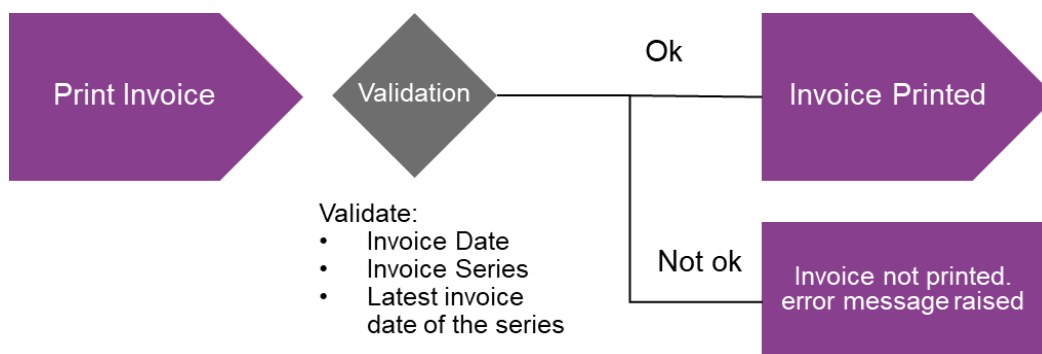 Print Invoice
Validation
Ok
Invoice Printed
Validate:
• Invoice Date
• Invoice Series
• Latest invoice
date of the series
Not ok
Invoice not printed.
error message raised